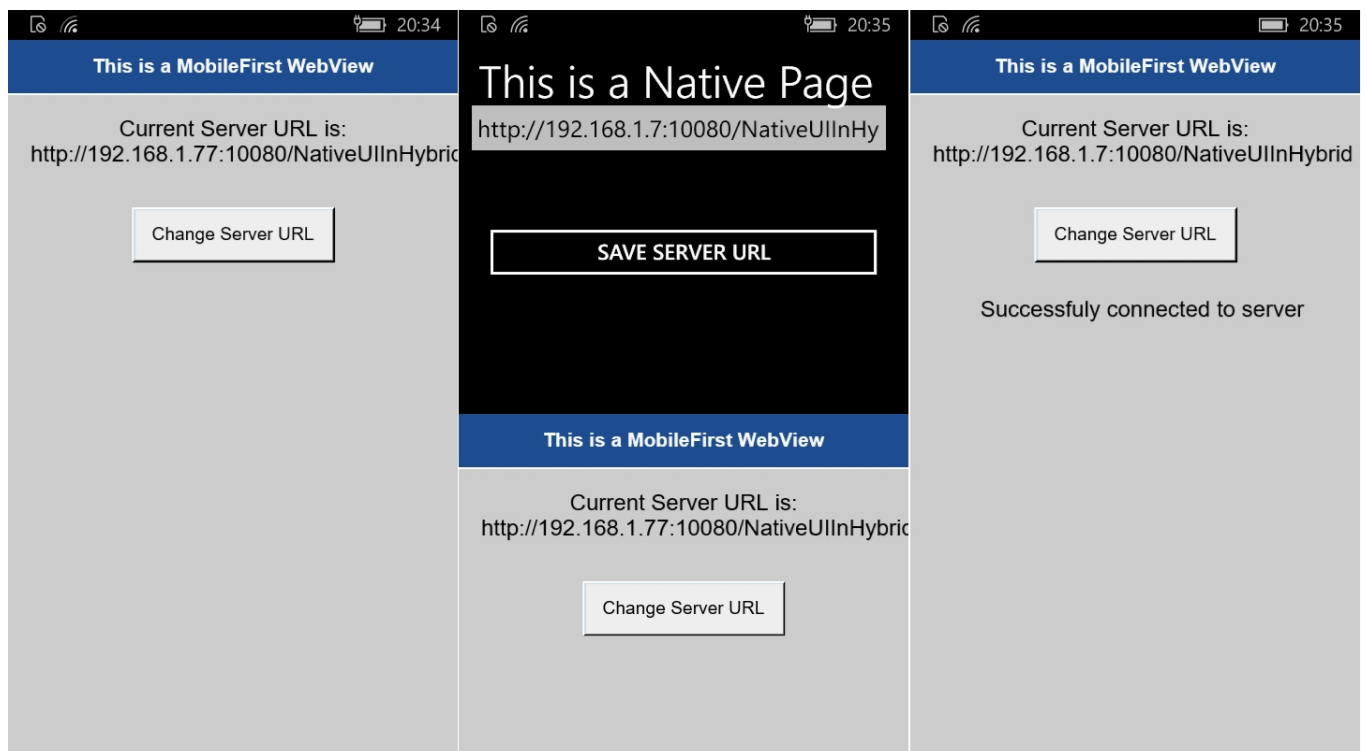 20:34
This is a MobileFirst WebView
Current Server URL is:
http://192.168.1.77:10080/NativeUIInHybrid
Change Server URL
20:35
This is a Native Page
http://192.168.1.7:10080/NativeUIInHy
SAVE SERVER URL
This is a MobileFirst WebView
Current Server URL is:
http://192.168.1.77:10080/NativeUIInHybrid
Change Server URL
20:35
This is a MobileFirst WebView
Current Server URL is:
http://192.168.1.7:10080/NativeUIInHybrid
Change Server URL
Successfuly connected to server